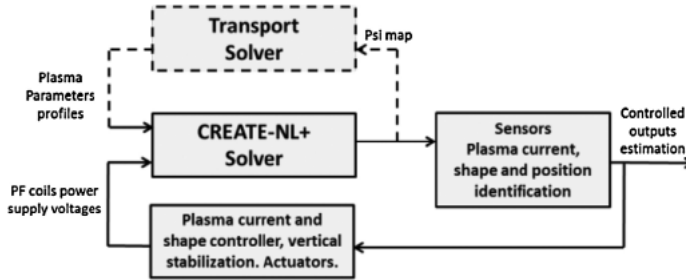 Transport
Solver
Psi map
Plasma
Parameters
profiles
CREATE-NL+
Solver
Sensors
Plasma current,
shape and position
identification
Controlled
outputs
estimation
PF coils power
supply voltages
Plasma current and
shape controller, vertical
stabilization. Actuators.